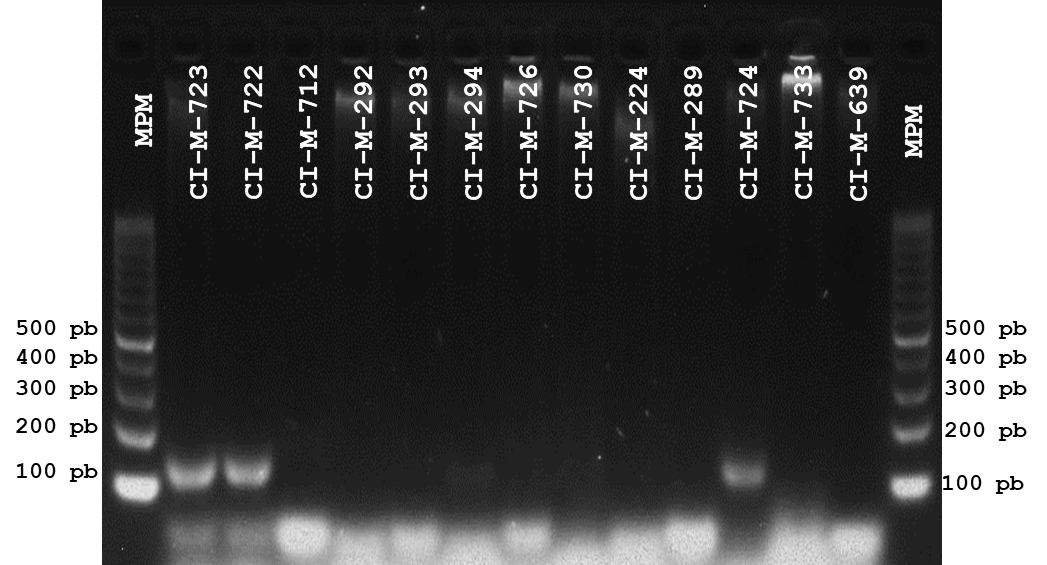 MPM
CI-M-723
CI-M-722
CI-M-712
CI-M-292
CI-M-293
CI-M-294
CI-M-726
CI-M-730
CI-M-224
CI-M-289
CI-M-724
CI-M-733
CI-M-639
MPM
500 pb
400 pb
300 pb
200 pb
100 pb
500 pb
400 pb
300 pb
200 pb
100 pb